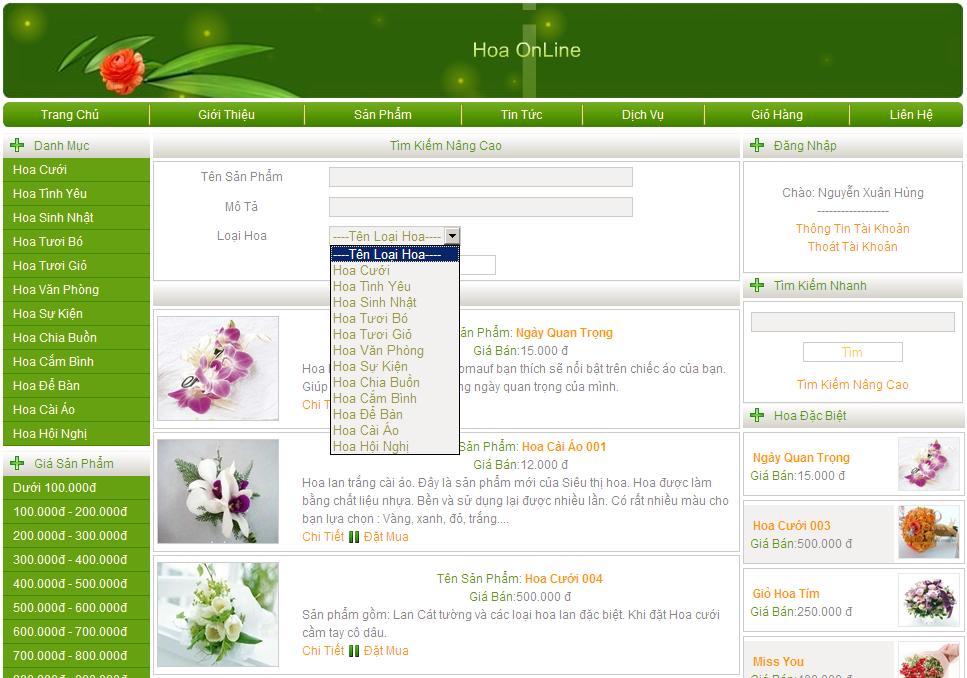 Hoa OnLine
Trang Chủ
Giới Thiệu
Sản Phẩm
Tin Tức
Dịch Vụ
Giỏ Hàng
Liên Hệ
Danh Mục
Hoa Cưới
Hoa Tình Yêu
Hoa Sinh Nhật
Hoa Tươi Bó
Hoa Tươi Giỏ
Hoa Văn Phòng
Hoa Sự Kiện
Hoa Chia Buồn
Hoa Cắm Bình
Hoa Để Bàn
Hoa Cài Áo
Hoa Hội Nghị
Giá Sản Phẩm
Dưới 100.000đ
100.000đ - 200.000đ
200.000đ - 300.000đ
300.000đ - 400.000đ
400.000đ - 500.000đ
500.000đ - 600.000đ
600.000đ - 700.000đ
700.000đ - 800.000đ
Tìm Kiếm Nâng Cao
Tên Sản Phẩm
Mô Tả
Loại Hoa
----Tên Loại Hoa----
----Tên Loại Hoa----
Hoa Cưới
Hoa Tình Yêu
Hoa Sinh Nhật
Hoa Tươi Bó
Hoa Tươi Giỏ
Hoa Văn Phòng
Hoa Sự Kiện
Hoa Chia Buồn
Hoa Cắm Bình
Hoa Để Bàn
Hoa Cài Áo
Hoa Hội Nghị
Sản Phẩm: Ngày Quan Trọng
Giá Bán:15.000 đ
Hoa bạn thích sẽ nổi bật trên chiếc áo của bạn.
Giúp ngày quan trọng của mình.
Chi
Sản Phẩm: Hoa Cài Áo 001
Giá Bán:12.000 đ
Hoa lan trắng cài áo. Đây là sản phẩm mới của Siêu thị hoa. Hoa được làm
bằng chất liệu nhựa. Bền và sử dụng lại được nhiều lần. Có rất nhiều màu cho
bạn lựa chọn : Vàng, xanh, đỏ, trắng....
Chi Tiết Đặt Mua
Tên Sản Phẩm: Hoa Cưới 004
Giá Bán:500.000 đ
Sản phẩm gồm: Lan Cát tường và các loại hoa lan đặc biệt. Khi đặt Hoa cưới
cầm tay cô dâu.
Chi Tiết Đặt Mua
Đăng Nhập
Chào: Nguyễn Xuân Hùng
------------------
Thông Tin Tài Khoản
Thoát Tài Khoản
Tìm Kiếm Nhanh
Tìm
Tìm Kiếm Nâng Cao
Hoa Đặc Biệt
Ngày Quan Trọng
Giá Bán:15.000 đ
Hoa Cưới 003
Giá Bán:500.000 đ
Giỏ Hoa Tím
Giá Bán:250.000 đ
Miss You